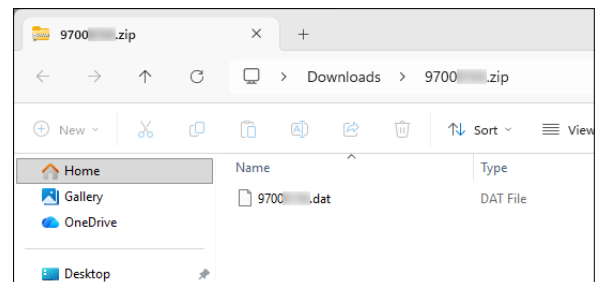 9700 .zip
Downloads > 9700 .zip
New Sort View
Home Name Type
Gallery 9700 .dat DAT File
OneDrive
Desktop